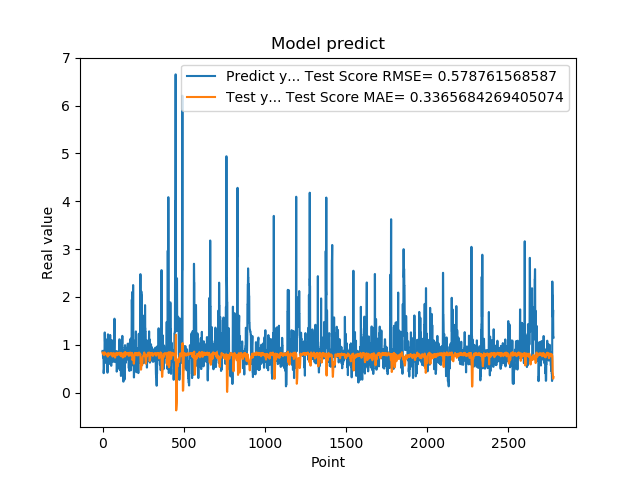 Model predict
Predict y... Test Score RMSE= 0.578761568587
Test y... Test Score MAE= 0.3365684269405074
7
6
5
4
3
2
1
0
Real value
0 500 1000 1500 2000 2500
Point